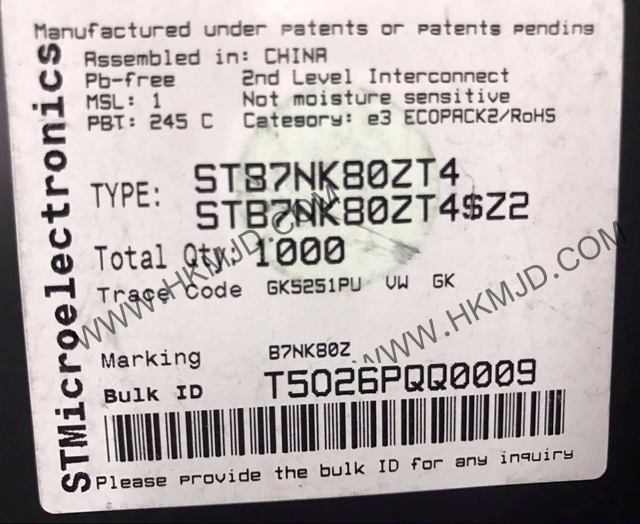 Manufactured under patents or patents pending
Assembled in: CHINA
Pb-free 2nd Level Interconnect
MSL: 1 Not moisture sensitive
PBT: 245 C Category: e3 ECOPACK2/RoHS
TYPE: STB7NK80ZT4
STB7NK80ZT4$Z2
Total Qty: 1000
Trace Code GK5251PU VW GK
Marking B7NK80Z
Bulk ID T5026PQQ0009
Please provide the bulk ID for any inquiry
STMicroelectronics
WWW.HKMJD.COM
WWW.HKMJD.COM